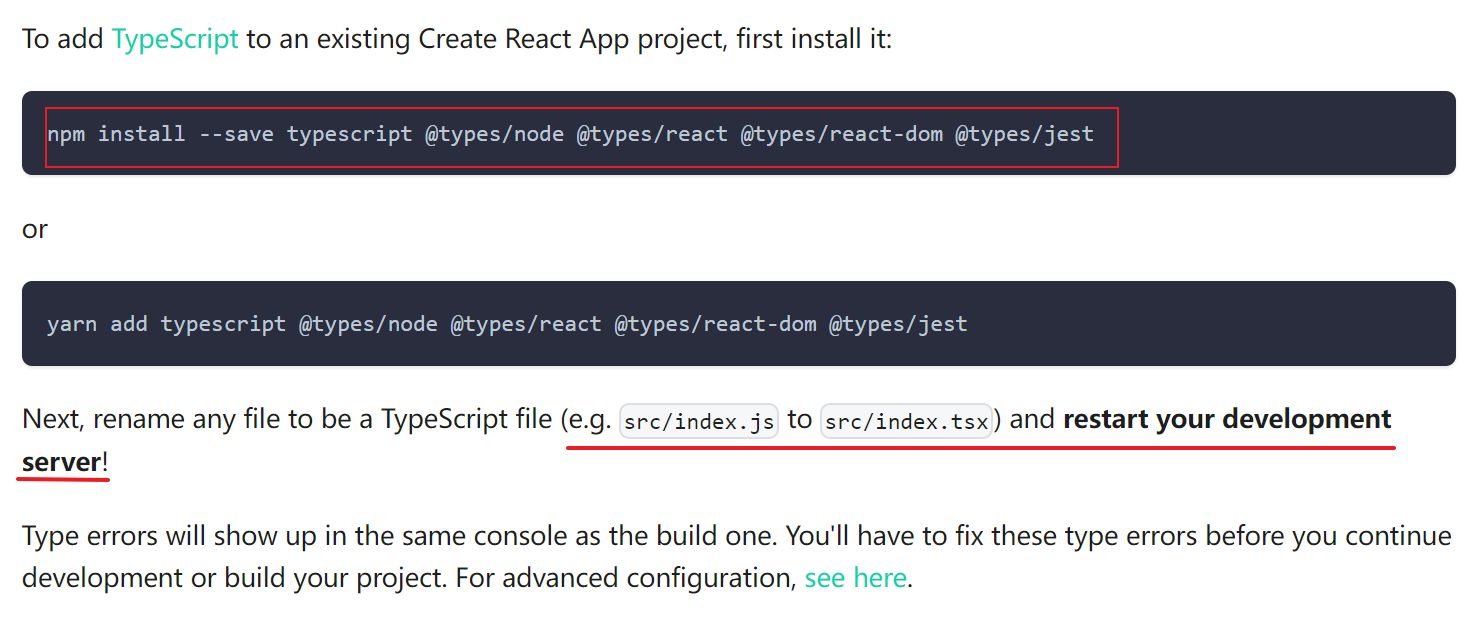 To add TypeScript to an existing Create React App project, first install it:
npm install --save typescript @types/node @types/react @types/react-dom @types/jest
or
yarn add typescript @types/node @types/react @types/react-dom @types/jest
Next, rename any file to be a TypeScript file (e.g. src/index.js to src/index.tsx) and restart your development
server!
Type errors will show up in the same console as the build one. You'll have to fix these type errors before you continue
development or build your project. For advanced configuration, see here.